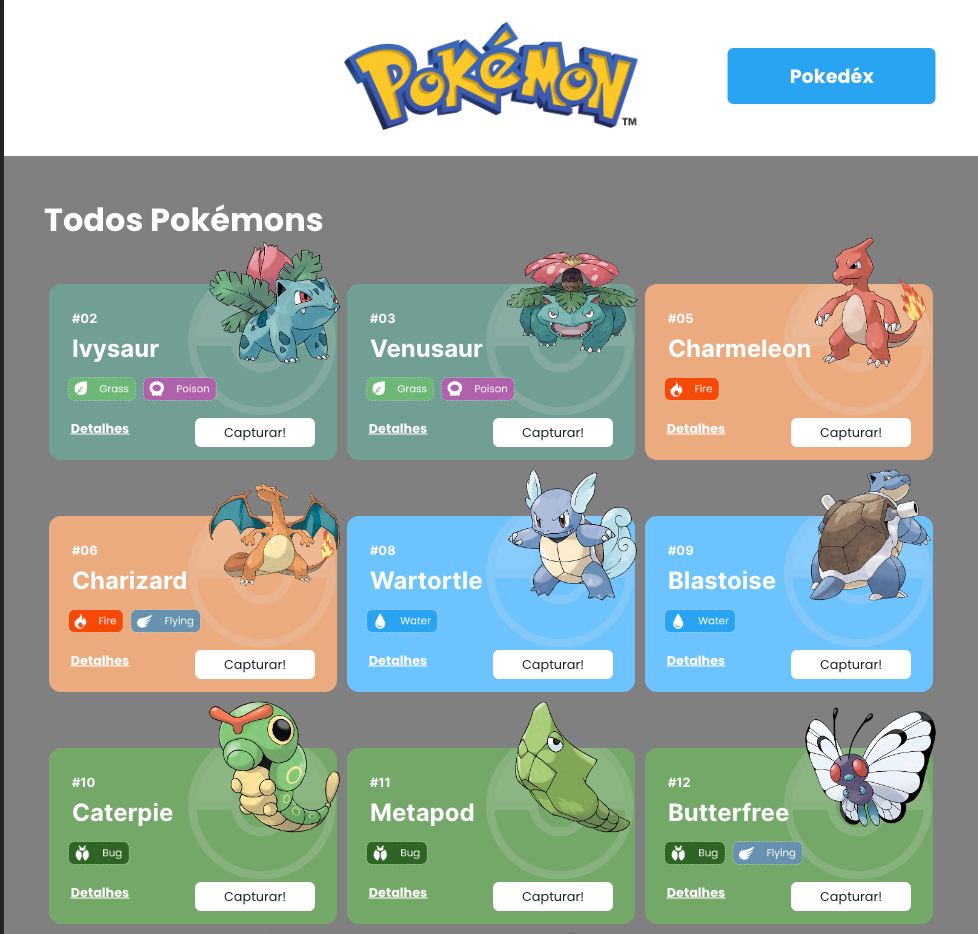 POKéMON
TM
Pokedéx
Todos Pokémons
#02
Ivysaur
Grass Poison
Detalhes Capturar!
#03
Venusaur
Grass Poison
Detalhes Capturar!
#05
Charmeleon
Fire
Detalhes Capturar!
#06
Charizard
Fire Flying
Detalhes Capturar!
#08
Wartortle
Water
Detalhes Capturar!
#09
Blastoise
Water
Detalhes Capturar!
#10
Caterpie
Bug
Detalhes Capturar!
#11
Metapod
Bug
Detalhes Capturar!
#12
Butterfree
Bug Flying
Detalhes Capturar!